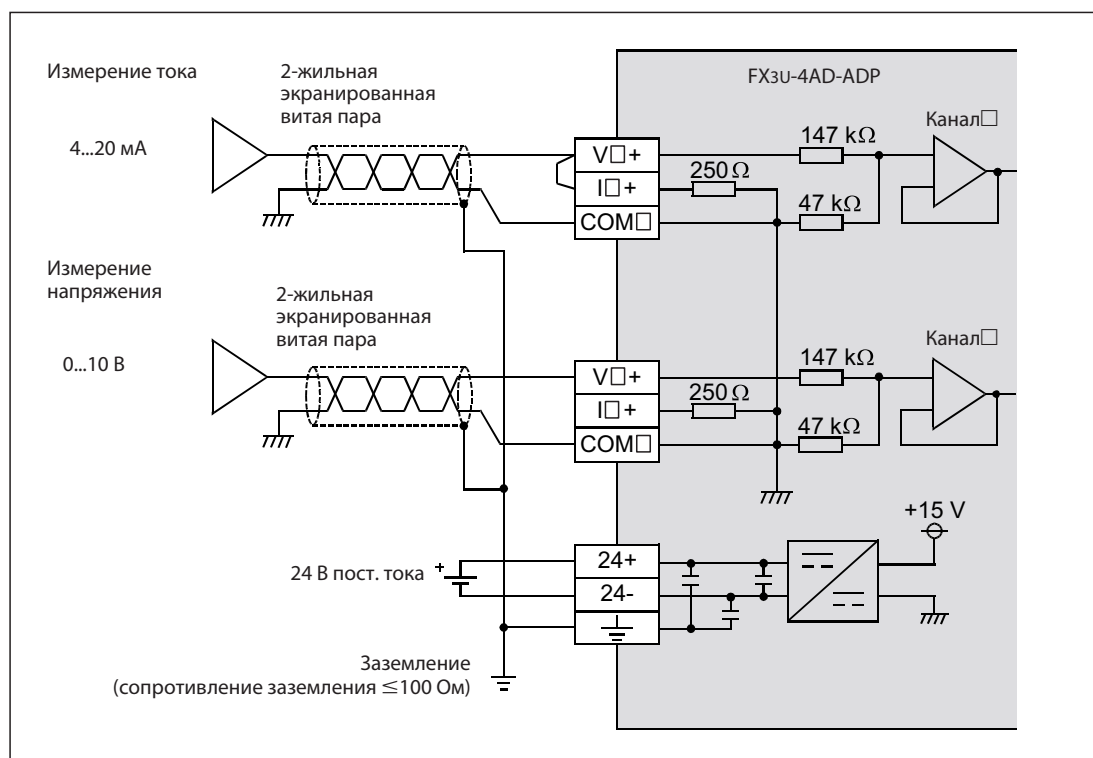 FX3U-4AD-ADP
Измерение тока
2-жильная
экранированная
витая пара
4...20 мА
Канал□
147 kΩ
V□+
250 Ω
I□+
47 kΩ
COM□
Измерение
напряжения
2-жильная
экранированная
витая пара
0...10 В
Канал□
147 kΩ
V□+
250 Ω
I□+
47 kΩ
COM□
+15 V
24 В пост. тока
+
24+
24-
Заземление
(сопротивление заземления ≤100 Ом)